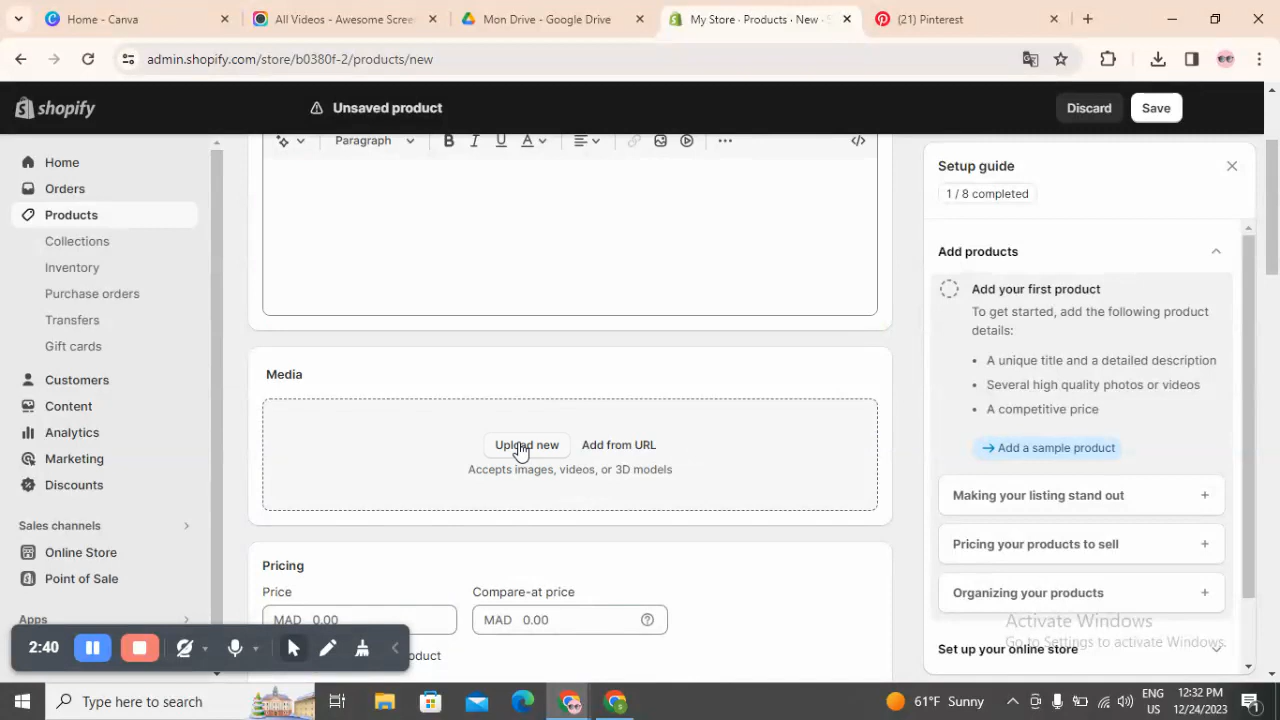 Home - Canva
All Videos - Awesome Scree
Mon Drive - Google Drive
My Store · Products · New · S
(21) Pinterest
admin.shopify.com/store/b0380f-2/products/new
shopify
Unsaved product
Discard
Save
Home
Orders
Products
Collections
Inventory
Purchase orders
Transfers
Gift cards
Customers
Content
Analytics
Marketing
Discounts
Sales channels
Online Store
Point of Sale
Apps
Paragraph
B I U A
Media
Upload new
Add from URL
Accepts images, videos, or 3D models
Pricing
Price
Compare-at price
MAD 0.00
MAD 0.00
oduct
Setup guide
1 / 8 completed
Add products
Add your first product
To get started, add the following product
details:
• A unique title and a detailed description
• Several high quality photos or videos
• A competitive price
Add a sample product
Making your listing stand out
Pricing your products to sell
Organizing your products
Set up your online store
Activate Windows
Go to Settings to activate Windows.
2:40
Type here to search
61°F Sunny
ENG
US
12:32 PM
12/24/2023
1